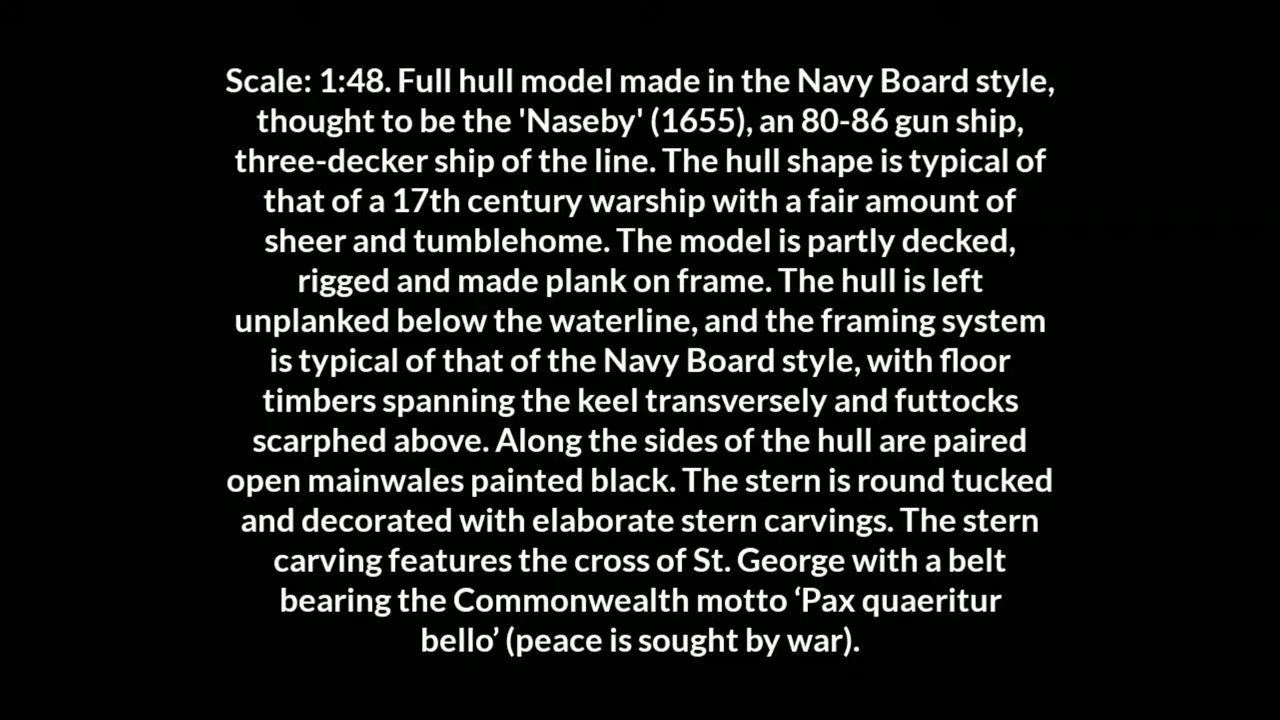 Scale: 1:48. Full hull model made in the Navy Board style,
thought to be the 'Naseby' (1655), an 80-86 gun ship,
three-decker ship of the line. The hull shape is typical of
that of a 17th century warship with a fair amount of
sheer and tumblehome. The model is partly decked,
rigged and made plank on frame. The hull is left
unplanked below the waterline, and the framing system
is typical of that of the Navy Board style, with floor
timbers spanning the keel transversely and futtocks
scarphed above. Along the sides of the hull are paired
open mainwales painted black. The stern is round tucked
and decorated with elaborate stern carvings. The stern
carving features the cross of St. George with a belt
bearing the Commonwealth motto ‘Pax quaeritur
bello’ (peace is sought by war).